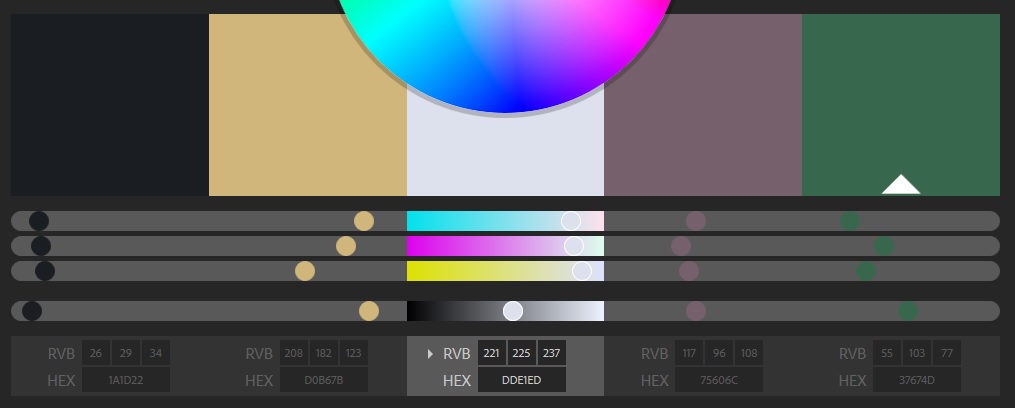 RVB 26 29 34 RVB 208 182 123 RVB 221 225 237 RVB 117 96 108 RVB 55 103 77
HEX 1A1D22 HEX D0B67B HEX DDE1ED HEX 75606C HEX 37674D